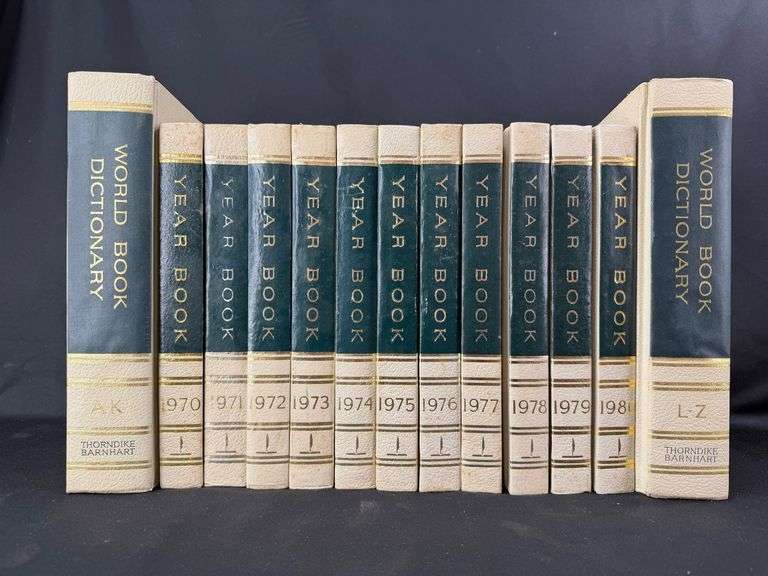 WORLD BOOK
DICTIONARY
A-K
THORNDIKE
BARNHART
YEAR BOOK
1970
YEAR BOOK
1971
YEAR BOOK
1972
YEAR BOOK
1973
YEAR BOOK
1974
YEAR BOOK
1975
YEAR BOOK
1976
YEAR BOOK
1977
YEAR BOOK
1978
YEAR BOOK
1979
YEAR BOOK
WORLD BOOK
DICTIONARY
L-Z
THORNDIKE
BARNHART